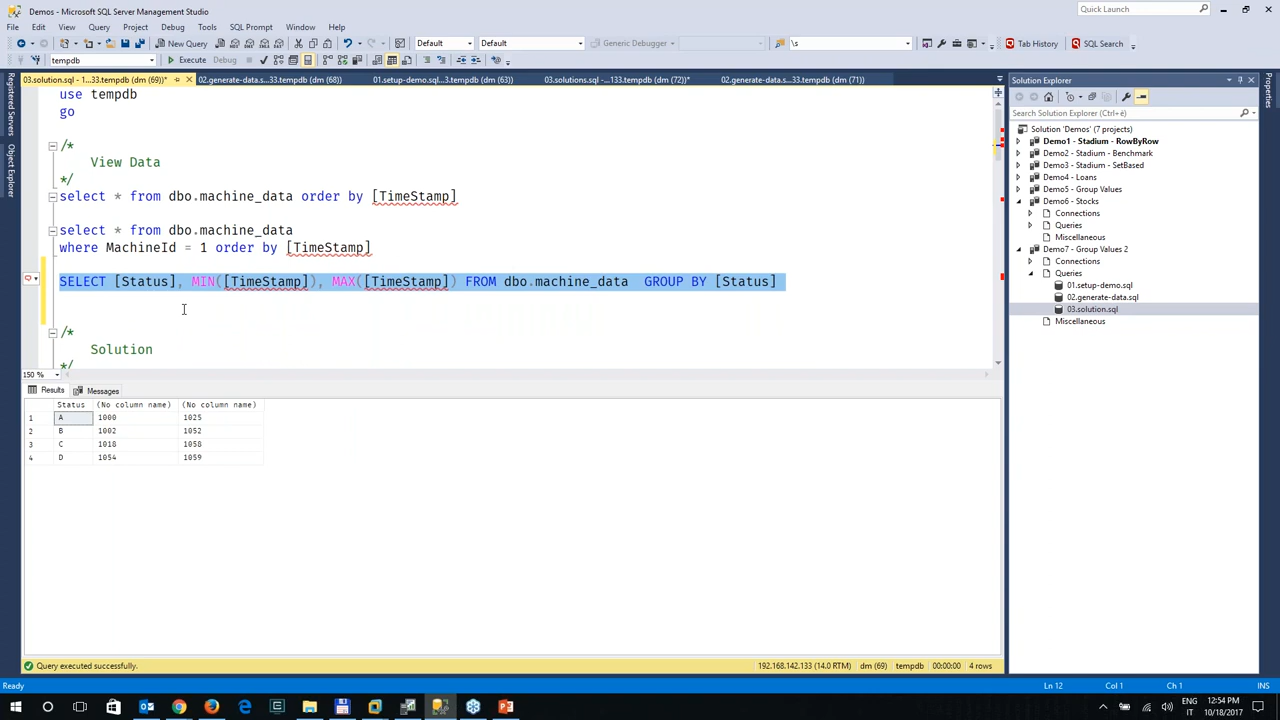 Demos - Microsoft SQL Server Management Studio
Quick Launch
File Edit View Query Project Debug Tools SQL Prompt Window Help
New Query Default Default Generic Debugger \s Tab History SQL Search
tempdb Execute Debug
03.solution.sql - 1...33.tempdb (69))* 02.generate-data.s...33.tempdb (68)) 01.setup-demo.sql...3.tempdb (63)) 03.solutions.sql -...133.tempdb (72))* 02.generate-data.s...33.tempdb (71))
Registered Servers
Object Explorer
use tempdb
go
/*
View Data
*/
select * from dbo.machine_data order by [TimeStamp]
select * from dbo.machine_data
where MachineId = 1 order by [TimeStamp]
SELECT [Status], MIN([TimeStamp]), MAX([TimeStamp]) FROM dbo.machine_data  GROUP BY [Status]
/*
Solution
*/
150 %
Results Messages
Status (No column name) (No column name)
1 A 1000 1025
2 B 1002 1052
3 C 1018 1058
4 D 1054 1059
Query executed successfully. 192.168.142.133 (14.0 RTM) dm (69) tempdb 00:00:00 4 rows
Solution Explorer
Search Solution Explorer (Ctrl+è)
Solution 'Demos' (7 projects)
Demo1 - Stadium - RowByRow
Demo2 - Stadium - Benchmark
Demo3 - Stadium - SetBased
Demo4 - Loans
Demo5 - Group Values
Demo6 - Stocks
Connections
Queries
Miscellaneous
Demo7 - Group Values 2
Connections
Queries
01.setup-demo.sql
02.generate-data.sql
03.solution.sql
Miscellaneous
Properties
Ready Ln 12 Col 1 Ch 1 INS
12:54 PM
IT 10/18/2017